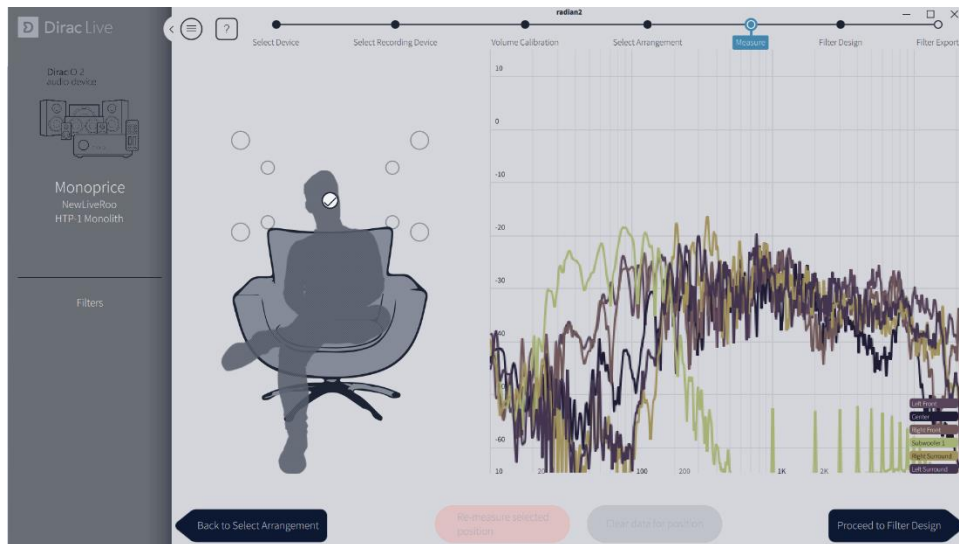 Dirac Live
radian2
Select Device
Select Recording Device
Volume Calibration
Select Arrangement
Measure
Filter Design
Filter Export
Dirac
audio device
Monoprice
NewLiveRoo
HTP-1 Monolith
Filters
10
0
-10
-20
-30
-40
-60
10
20
100
200
1K
2K
Left Front
Center
Right Front
Subwoofer 1
Right Surround
Left Surround
Back to Select Arrangement
Re-measure selected
position
Clear data for position
Proceed to Filter Design